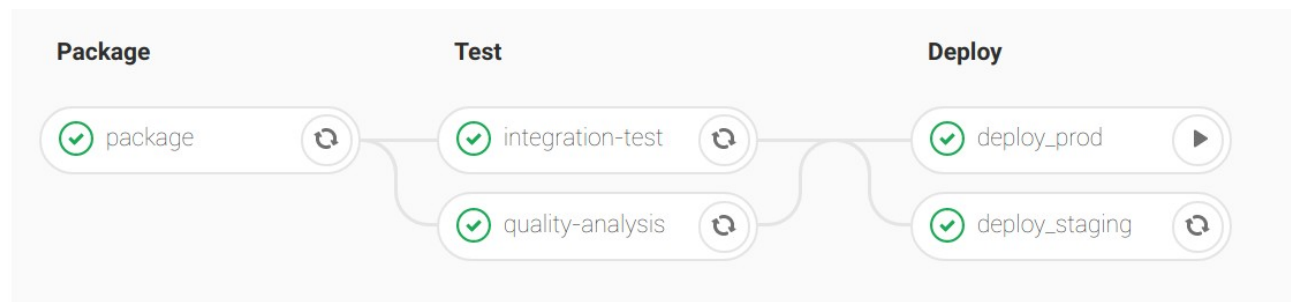 Package
Test
Deploy
package
integration-test
deploy_prod
quality-analysis
deploy_staging